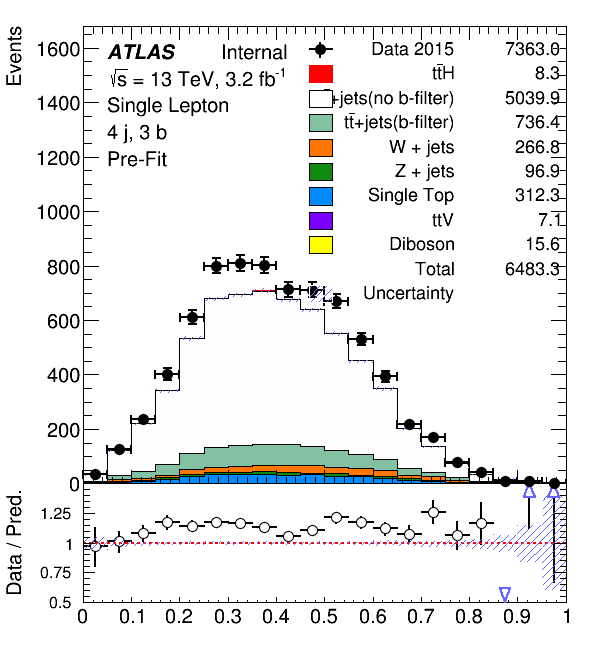 Events
1600
1400
1200
1000
800
600
400
200
0
ATLAS Internal
√s = 13 TeV, 3.2 fb-1
Single Lepton
4 j, 3 b
Pre-Fit
Data 2015 7363.0
tt̄H 8.3
+jets(no b-filter) 5039.9
tt̄+jets(b-filter) 736.4
W + jets 266.8
Z + jets 96.9
Single Top 312.3
ttV 7.1
Diboson 15.6
Total 6483.3
Uncertainty
Data / Pred.
1.25
1
0.75
0.5
0 0.1 0.2 0.3 0.4 0.5 0.6 0.7 0.8 0.9 1